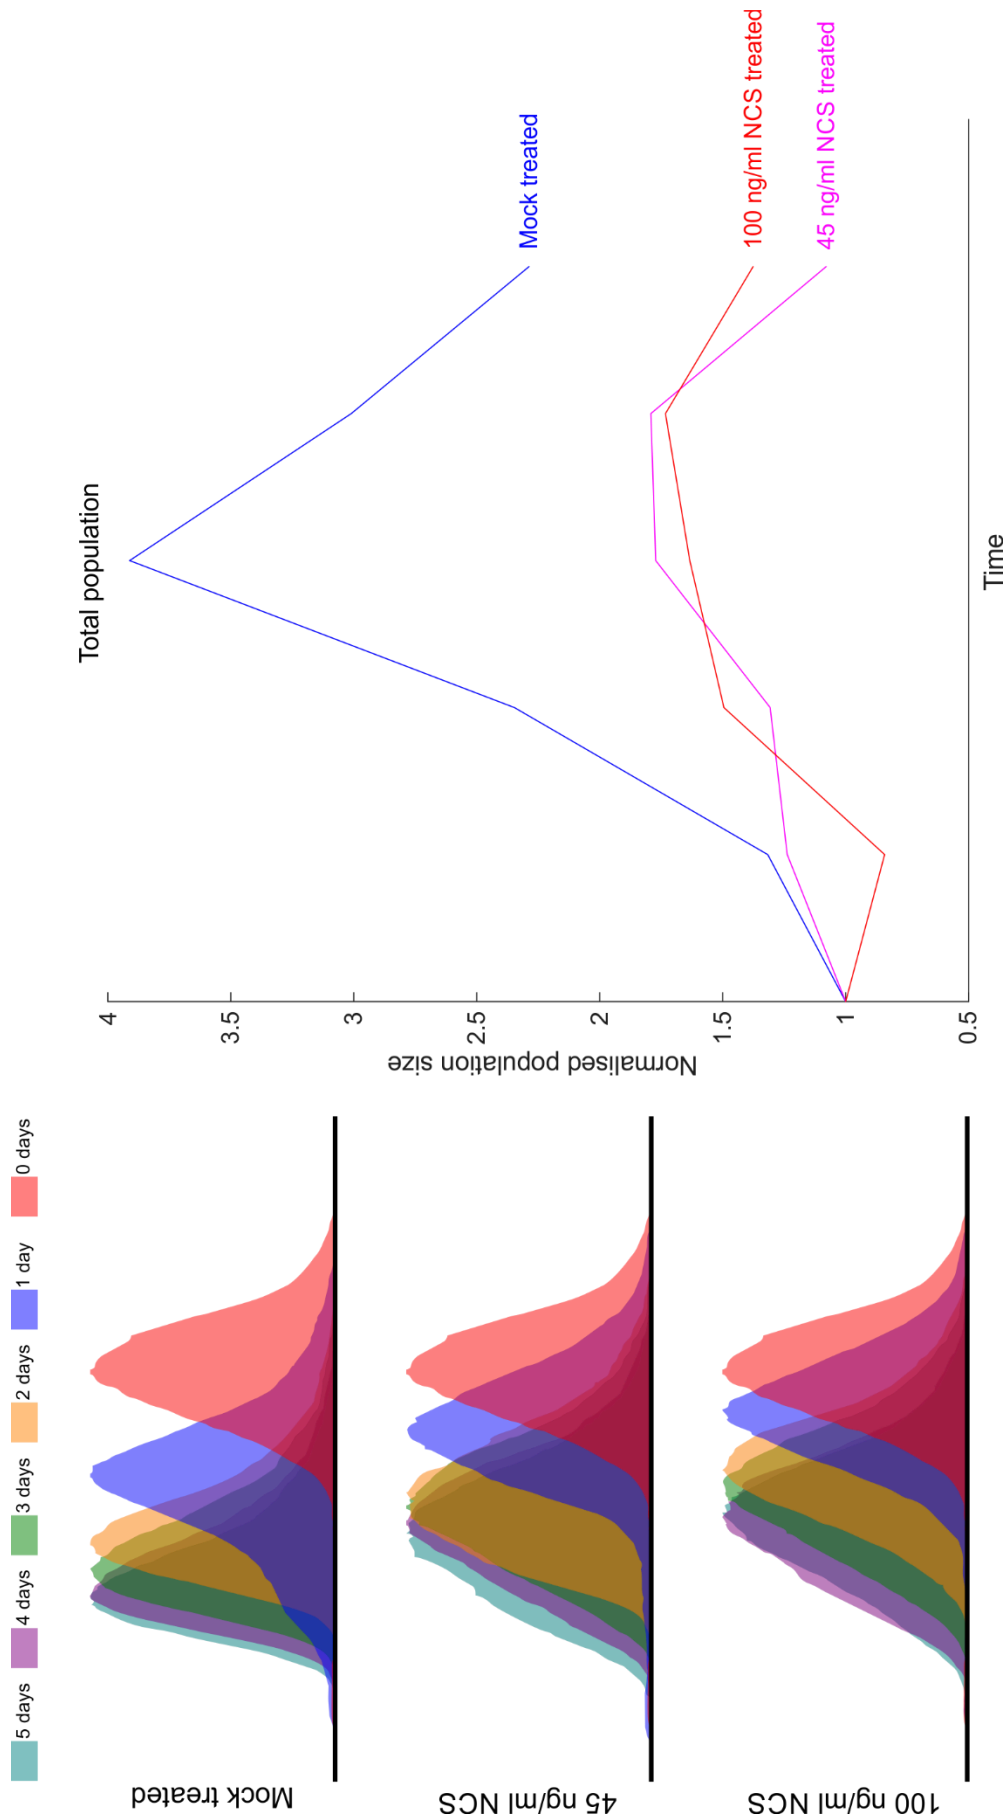 5 days
4 days
3 days
2 days
1 day
0 days
Mock treated
45 ng/ml NCS
100 ng/ml NCS
Total population
Normalised population size
4
3.5
3
2.5
2
1.5
1
0.5
Time
Mock treated
100 ng/ml NCS treated
45 ng/ml NCS treated